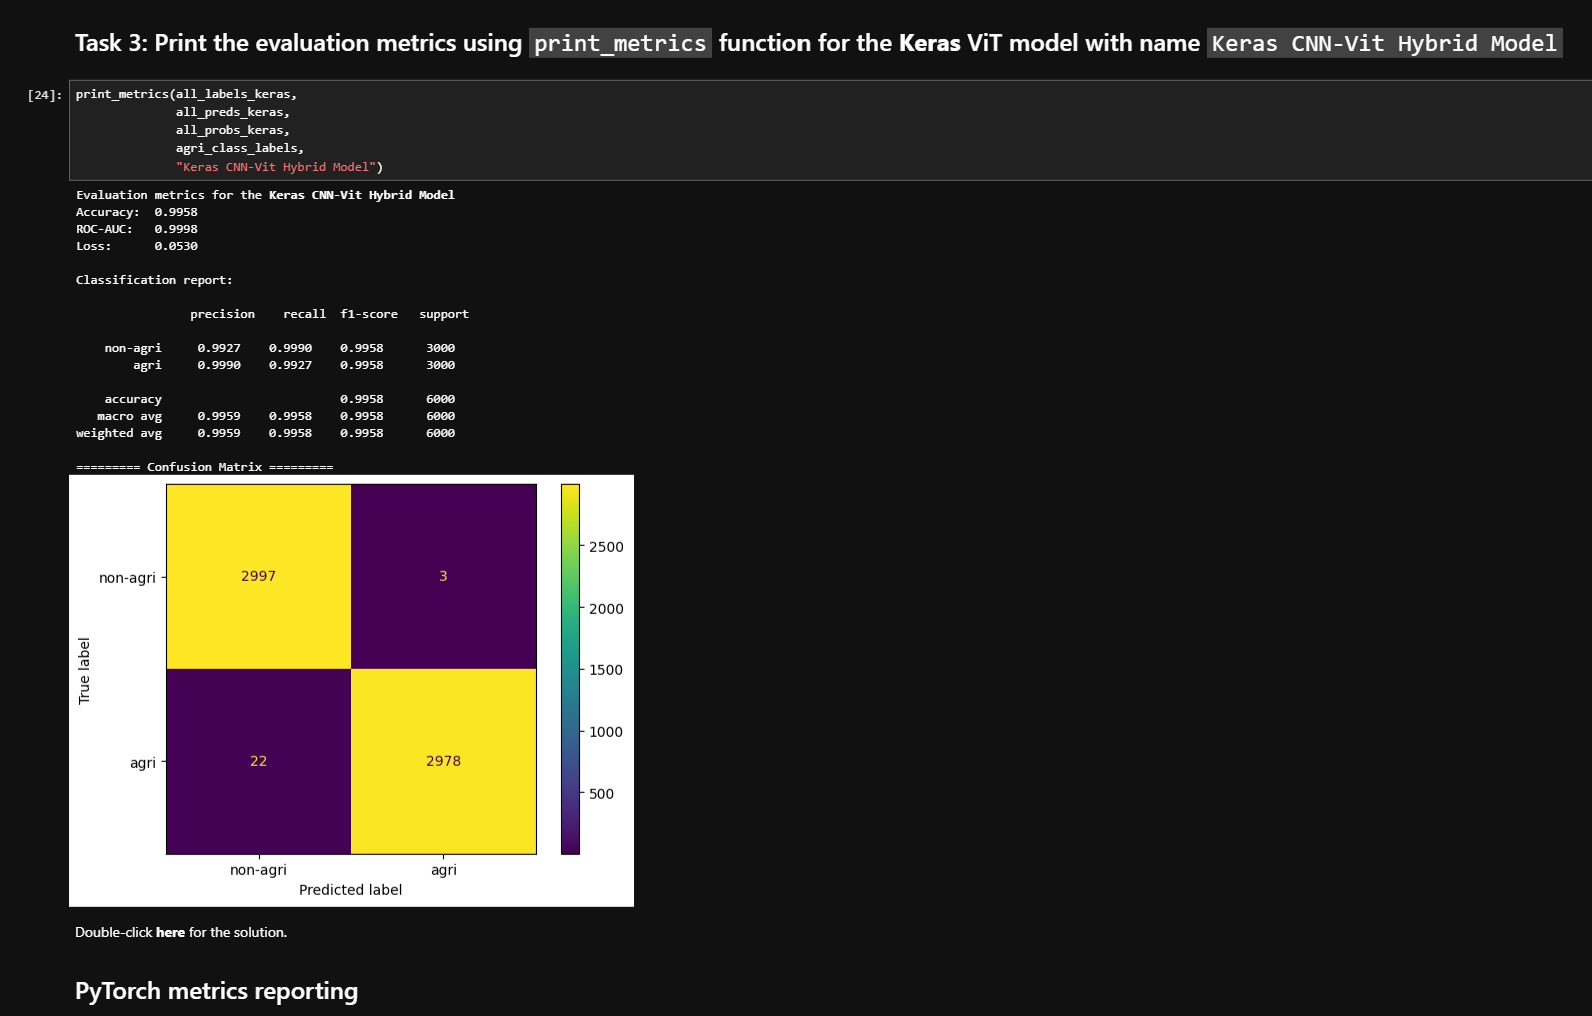 Task 3: Print the evaluation metrics using print_metrics function for the Keras ViT model with name Keras CNN-Vit Hybrid Model
[24]: print_metrics(all_labels_keras,
all_preds_keras,
all_probs_keras,
agri_class_labels,
"Keras CNN-Vit Hybrid Model")
Evaluation metrics for the Keras CNN-Vit Hybrid Model
Accuracy: 0.9958
ROC-AUC: 0.9998
Loss: 0.0530
Classification report:
precision recall f1-score support
non-agri 0.9927 0.9990 0.9958 3000
agri 0.9990 0.9927 0.9958 3000
accuracy 0.9958 6000
macro avg 0.9959 0.9958 0.9958 6000
weighted avg 0.9959 0.9958 0.9958 6000
========= Confusion Matrix =========
2500
non-agri 2997 3
2000
1500
True label
1000
agri 22 2978
500
non-agri agri
Predicted label
Double-click here for the solution.
PyTorch metrics reporting